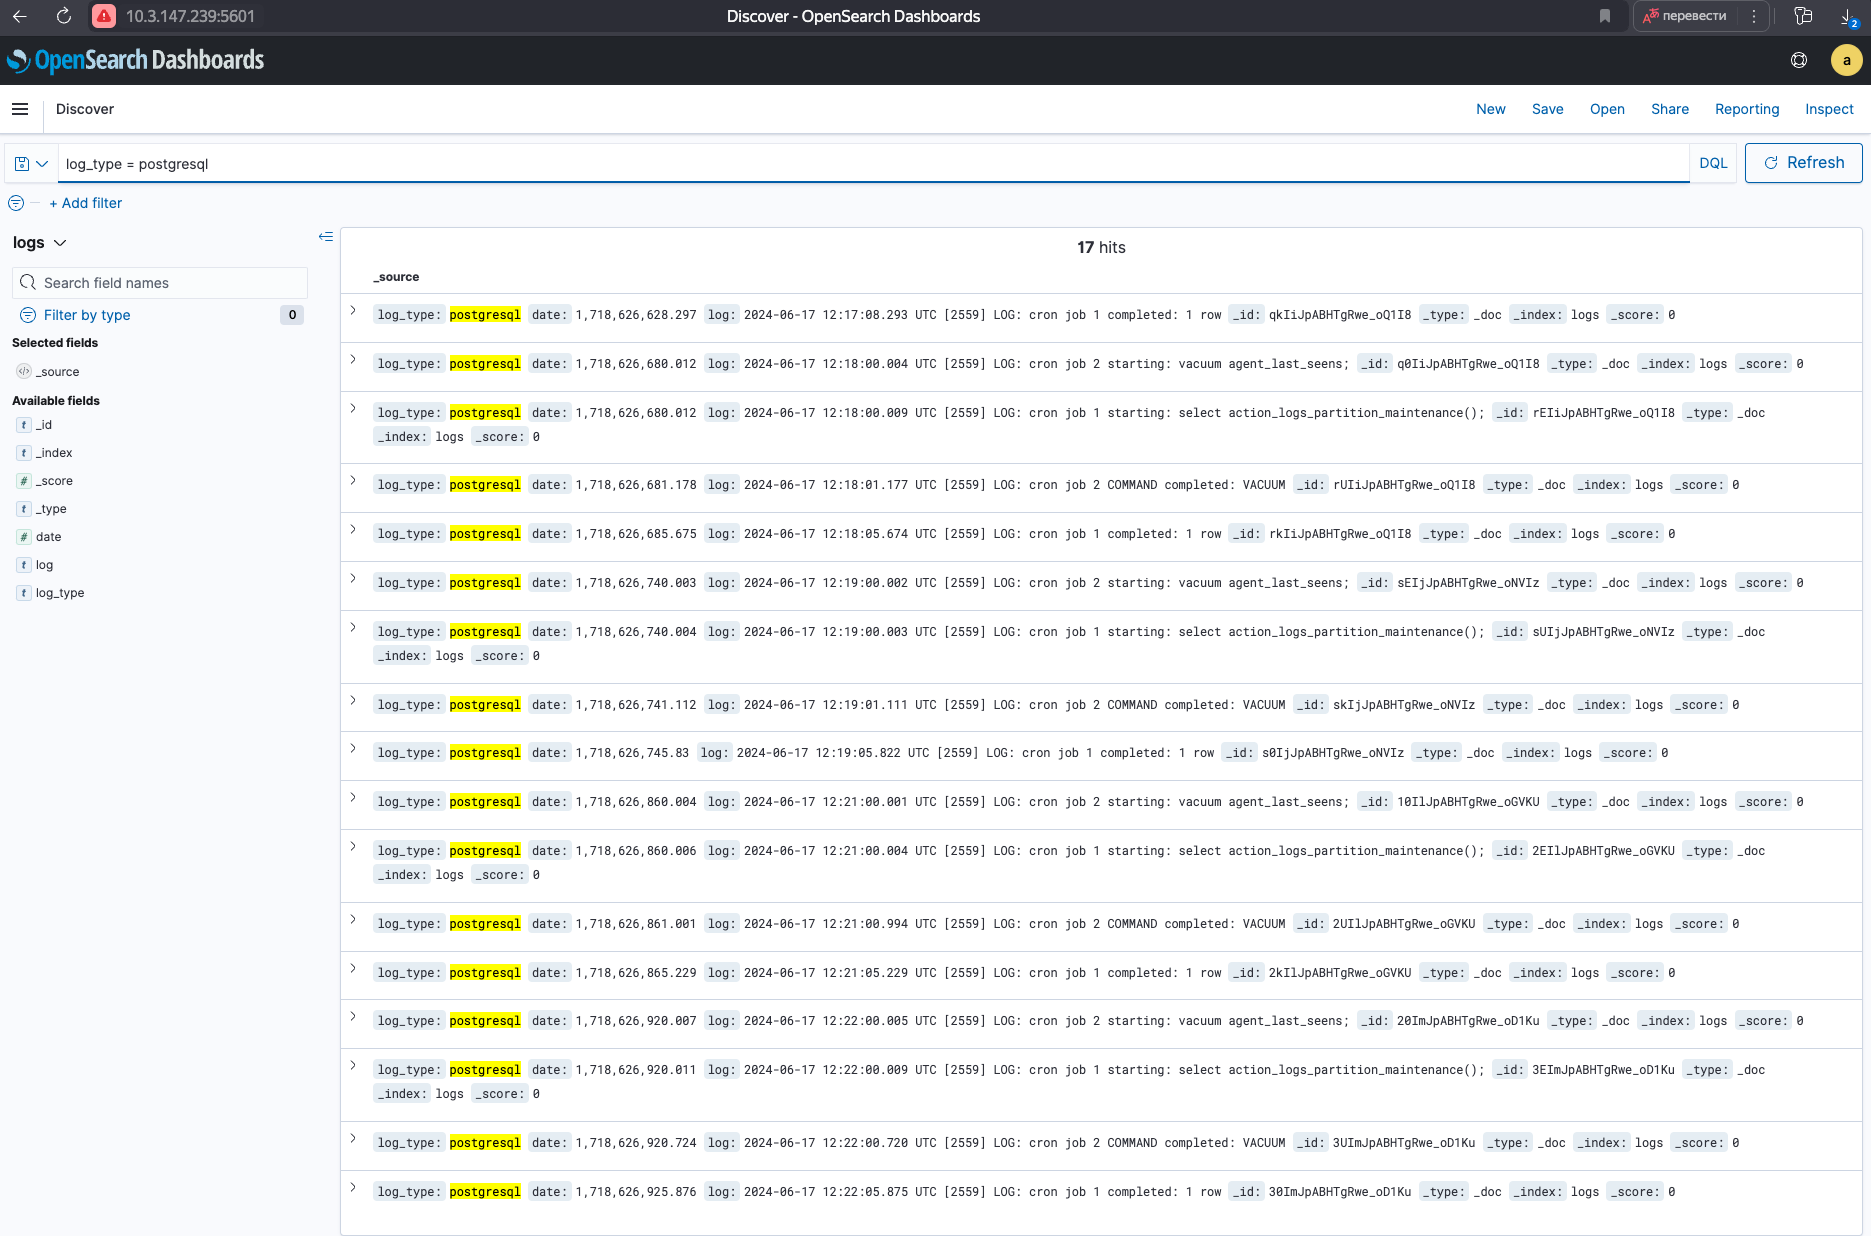 10.3.147.239:5601 Discover - OpenSearch Dashboards перевести 2
OpenSearch Dashboards a
Discover New Save Open Share Reporting Inspect
log_type = postgresql DQL Refresh
+ Add filter
logs
17 hits
Search field names
_source
Filter by type 0
Selected fields
_source
Available fields
t _id
t _index
# _score
t _type
# date
t log
t log_type
log_type: postgresql date: 1,718,626,628.297 log: 2024-06-17 12:17:08.293 UTC [2559] LOG: cron job 1 completed: 1 row _id: qkIiJpABHTgRwe_oQ1I8 _type: _doc _index: logs _score: 0
log_type: postgresql date: 1,718,626,680.012 log: 2024-06-17 12:18:00.004 UTC [2559] LOG: cron job 2 starting: vacuum agent_last_seens; _id: q0IiJpABHTgRwe_oQ1I8 _type: _doc _index: logs _score: 0
log_type: postgresql date: 1,718,626,680.012 log: 2024-06-17 12:18:00.009 UTC [2559] LOG: cron job 1 starting: select action_logs_partition_maintenance(); _id: rEIiJpABHTgRwe_oQ1I8 _type: _doc
_index: logs _score: 0
log_type: postgresql date: 1,718,626,681.178 log: 2024-06-17 12:18:01.177 UTC [2559] LOG: cron job 2 COMMAND completed: VACUUM _id: rUIiJpABHTgRwe_oQ1I8 _type: _doc _index: logs _score: 0
log_type: postgresql date: 1,718,626,685.675 log: 2024-06-17 12:18:05.674 UTC [2559] LOG: cron job 1 completed: 1 row _id: rkIiJpABHTgRwe_oQ1I8 _type: _doc _index: logs _score: 0
log_type: postgresql date: 1,718,626,740.003 log: 2024-06-17 12:19:00.002 UTC [2559] LOG: cron job 2 starting: vacuum agent_last_seens; _id: sEIjJpABHTgRwe_oNVIz _type: _doc _index: logs _score: 0
log_type: postgresql date: 1,718,626,740.004 log: 2024-06-17 12:19:00.003 UTC [2559] LOG: cron job 1 starting: select action_logs_partition_maintenance(); _id: sUIjJpABHTgRwe_oNVIz _type: _doc
_index: logs _score: 0
log_type: postgresql date: 1,718,626,741.112 log: 2024-06-17 12:19:01.111 UTC [2559] LOG: cron job 2 COMMAND completed: VACUUM _id: skIjJpABHTgRwe_oNVIz _type: _doc _index: logs _score: 0
log_type: postgresql date: 1,718,626,745.83 log: 2024-06-17 12:19:05.822 UTC [2559] LOG: cron job 1 completed: 1 row _id: s0IjJpABHTgRwe_oNVIz _type: _doc _index: logs _score: 0
log_type: postgresql date: 1,718,626,860.004 log: 2024-06-17 12:21:00.001 UTC [2559] LOG: cron job 2 starting: vacuum agent_last_seens; _id: 10IlJpABHTgRwe_oGVKU _type: _doc _index: logs _score: 0
log_type: postgresql date: 1,718,626,860.006 log: 2024-06-17 12:21:00.004 UTC [2559] LOG: cron job 1 starting: select action_logs_partition_maintenance(); _id: 2EIlJpABHTgRwe_oGVKU _type: _doc
_index: logs _score: 0
log_type: postgresql date: 1,718,626,861.001 log: 2024-06-17 12:21:00.994 UTC [2559] LOG: cron job 2 COMMAND completed: VACUUM _id: 2UIlJpABHTgRwe_oGVKU _type: _doc _index: logs _score: 0
log_type: postgresql date: 1,718,626,865.229 log: 2024-06-17 12:21:05.229 UTC [2559] LOG: cron job 1 completed: 1 row _id: 2kIlJpABHTgRwe_oGVKU _type: _doc _index: logs _score: 0
log_type: postgresql date: 1,718,626,920.007 log: 2024-06-17 12:22:00.005 UTC [2559] LOG: cron job 2 starting: vacuum agent_last_seens; _id: 20ImJpABHTgRwe_oD1Ku _type: _doc _index: logs _score: 0
log_type: postgresql date: 1,718,626,920.011 log: 2024-06-17 12:22:00.009 UTC [2559] LOG: cron job 1 starting: select action_logs_partition_maintenance(); _id: 3EImJpABHTgRwe_oD1Ku _type: _doc
_index: logs _score: 0
log_type: postgresql date: 1,718,626,920.724 log: 2024-06-17 12:22:00.720 UTC [2559] LOG: cron job 2 COMMAND completed: VACUUM _id: 3UImJpABHTgRwe_oD1Ku _type: _doc _index: logs _score: 0
log_type: postgresql date: 1,718,626,925.876 log: 2024-06-17 12:22:05.875 UTC [2559] LOG: cron job 1 completed: 1 row _id: 30ImJpABHTgRwe_oD1Ku _type: _doc _index: logs _score: 0